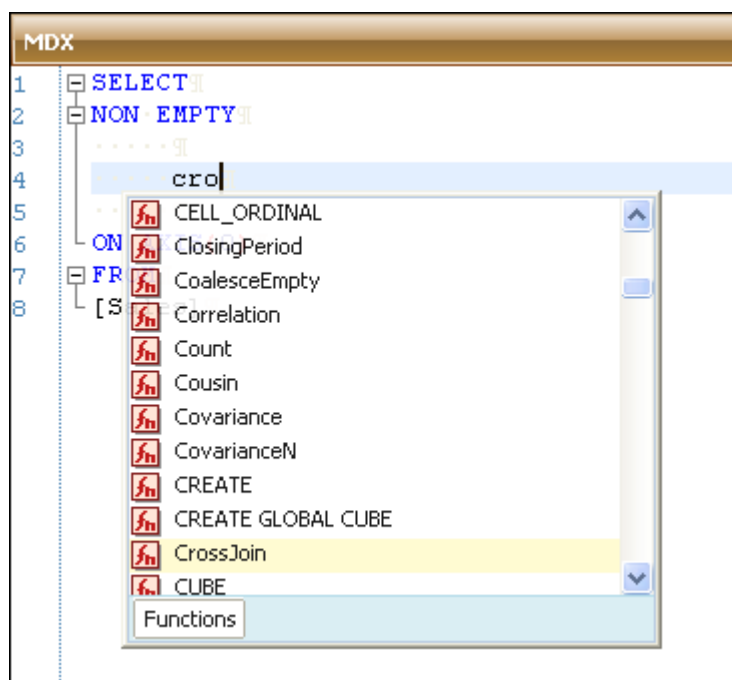 MDX
1 SELECT¶
2 NON·EMPTY¶
3 ·····¶
4 cro
5
6 ON
7 FR
8 [S
CELL_ORDINAL
ClosingPeriod
CoalesceEmpty
Correlation
Count
Cousin
Covariance
CovarianceN
CREATE
CREATE GLOBAL CUBE
CrossJoin
CUBE
Functions